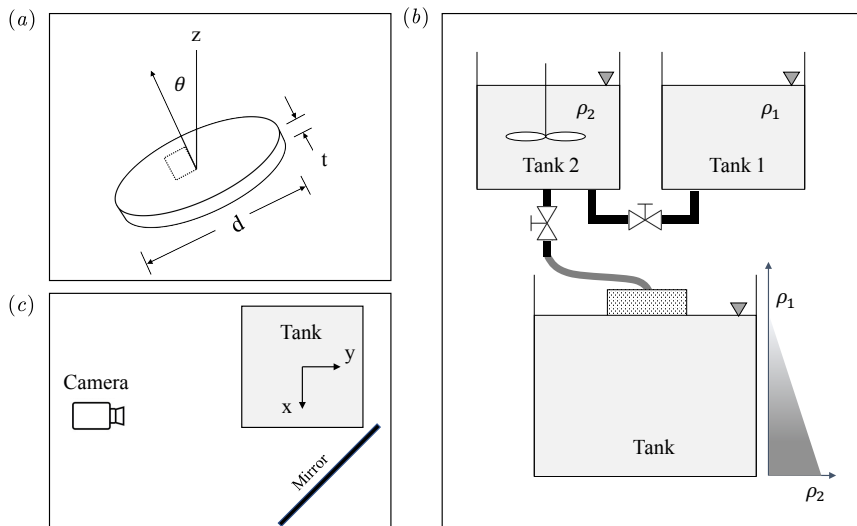 (a)
z
θ
t
d
(b)
ρ₂
ρ₁
Tank 2
Tank 1
ρ₁
Tank
ρ₂
(c)
Tank
y
x
Camera
Mirror